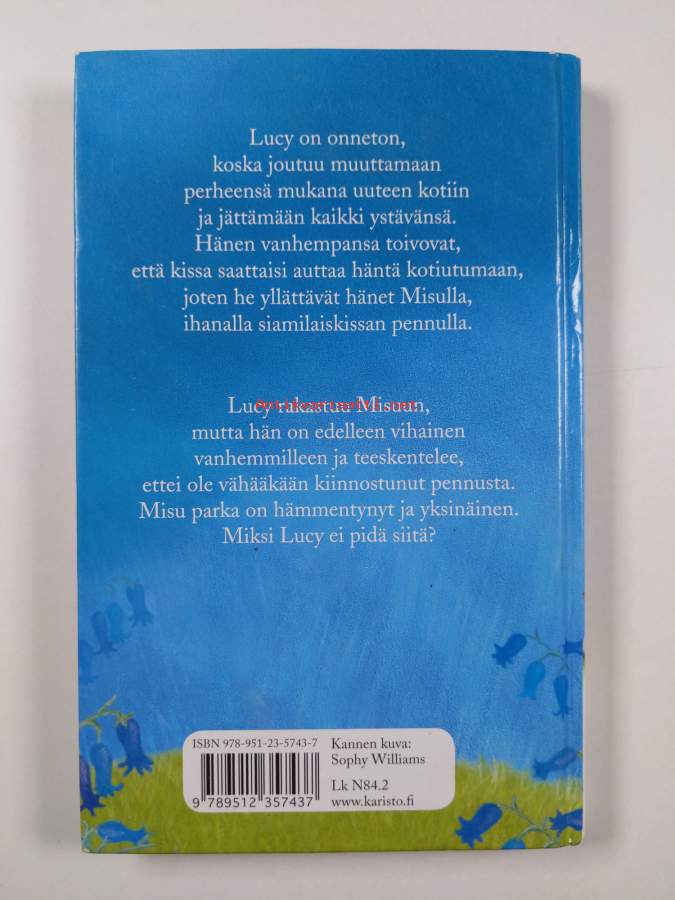 Lucy on onneton,
koska joutuu muuttamaan
perheensä mukana uuteen kotiin
ja jättämään kaikki ystävänsä.
Hänen vanhempansa toivovat,
että kissa saattaisi auttaa häntä kotiutumaan,
joten he yllättävät hänet Misulla,
ihanalla siamilaiskissan pennulla.
Lucy rakastuu Misuun,
mutta hän on edelleen vihainen
vanhemmilleen ja teeskentelee,
ettei ole vähääkään kiinnostunut pennusta.
Misu parka on hämmentynyt ja yksinäinen.
Miksi Lucy ei pidä siitä?
ISBN 978-951-23-5743-7
9 789512 357437
Kannen kuva:
Sophy Williams
Lk N84.2
www.karisto.fi